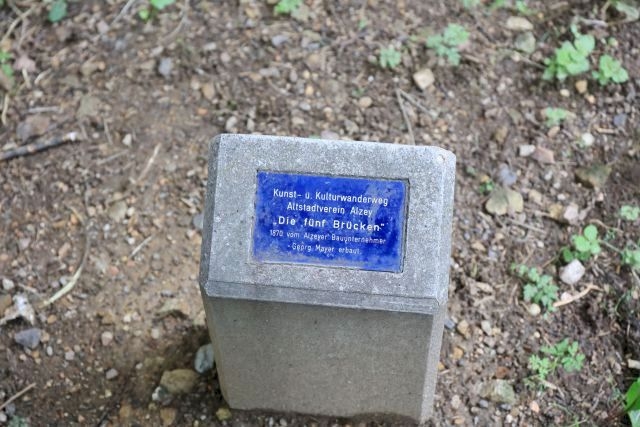 Kunst- u. Kulturwanderweg
Altstadtverein Alzey
„Die fünf Brücken"
1870 vom Alzeyer Bauunternehmer
Georg Mayer erbaut